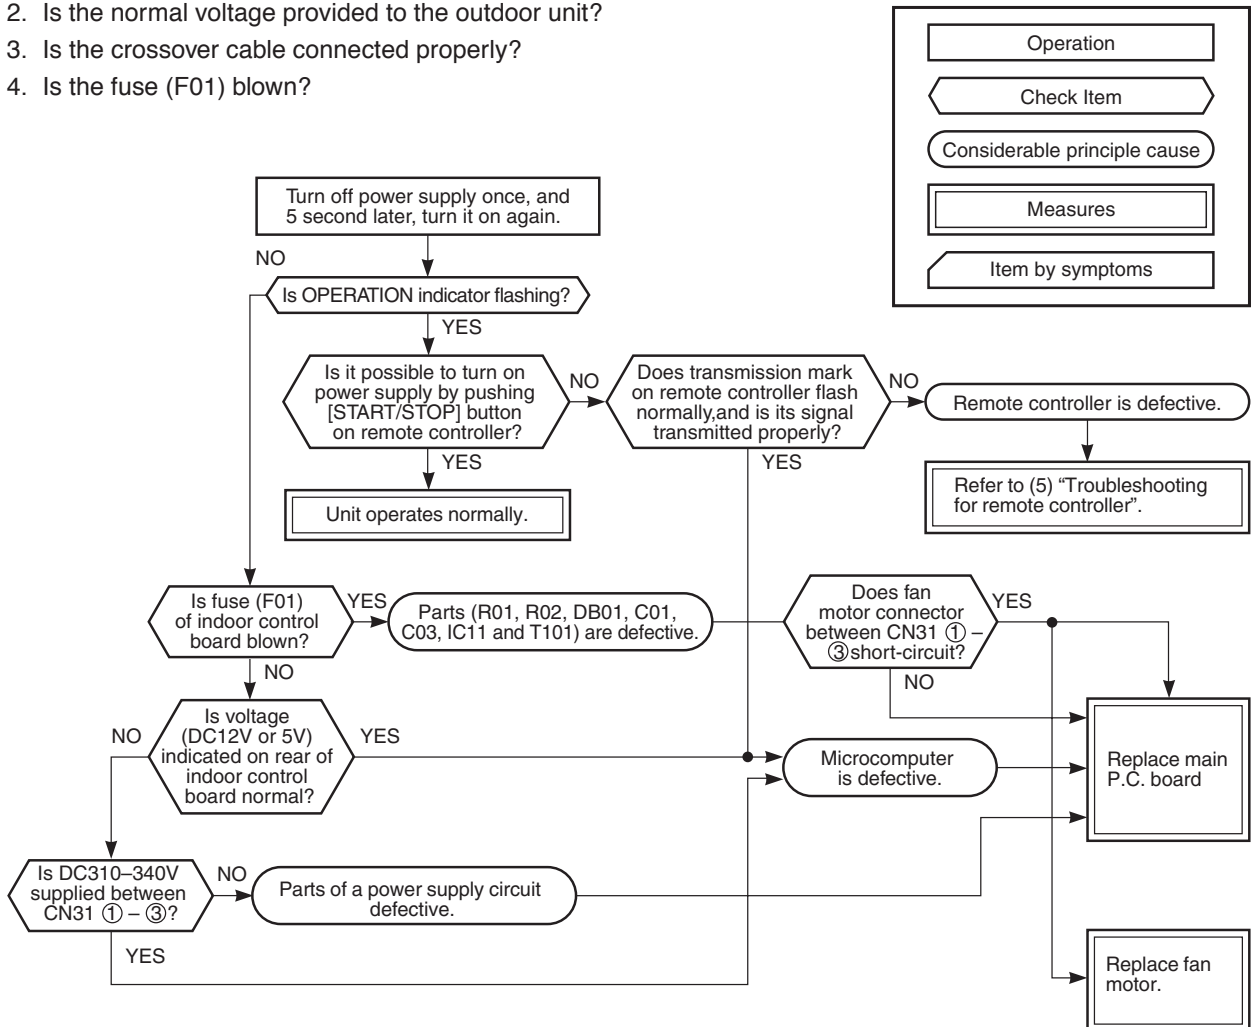 2. Is the normal voltage provided to the outdoor unit?
3. Is the crossover cable connected properly?
4. Is the fuse (F01) blown?
Operation
Check Item
Considerable principle cause
Measures
Item by symptoms
Turn off power supply once, and
5 second later, turn it on again.
NO
Is OPERATION indicator flashing?
YES
Is it possible to turn on
power supply by pushing
[START/STOP] button
on remote controller?
NO
Does transmission mark
on remote controller flash
normally,and is its signal
transmitted properly?
NO
Remote controller is defective.
YES
YES
Unit operates normally.
Refer to (5) “Troubleshooting
for remote controller”.
Is fuse (F01)
of indoor control
board blown?
YES
Parts (R01, R02, DB01, C01,
C03, IC11 and T101) are defective.
Does fan
motor connector
between CN31 ① –
③short-circuit?
YES
NO
NO
Is voltage
(DC12V or 5V)
indicated on rear of
indoor control
board normal?
NO
YES
Microcomputer
is defective.
Replace main
P.C. board
Is DC310–340V
supplied between
CN31 ① – ③?
NO
Parts of a power supply circuit
defective.
YES
Replace fan
motor.